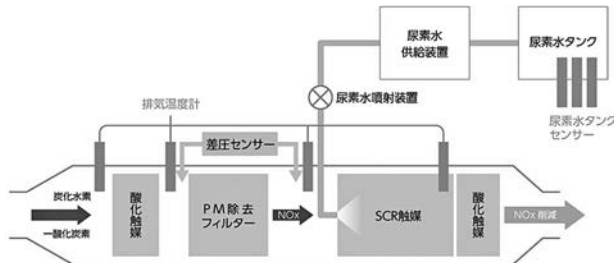 尿素水
供給装置
尿素水タンク
尿素水噴射装置
尿素水タンク
センサー
排気温度計
差圧センサー
炭化水素
一酸化炭素
酸化
触媒
PM除去
フィルター
NOx
SCR触媒
酸化
触媒
NOx 削減